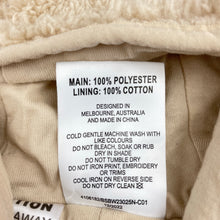 MAIN: 100% POLYESTER
LINING: 100% COTTON
DESIGNED IN
MELBOURNE, AUSTRALIA
AND MADE IN CHINA
COLD GENTLE MACHINE WASH WITH
LIKE COLOURS
DO NOT BLEACH, SOAK OR RUB
DRY IN SHADE
DO NOT TUMBLE DRY
DO NOT IRON PRINT, EMBROIDERY
OR TRIMS
COOL IRON ON REVERSE SIDE
DO NOT DRY CLEAN
12/2022